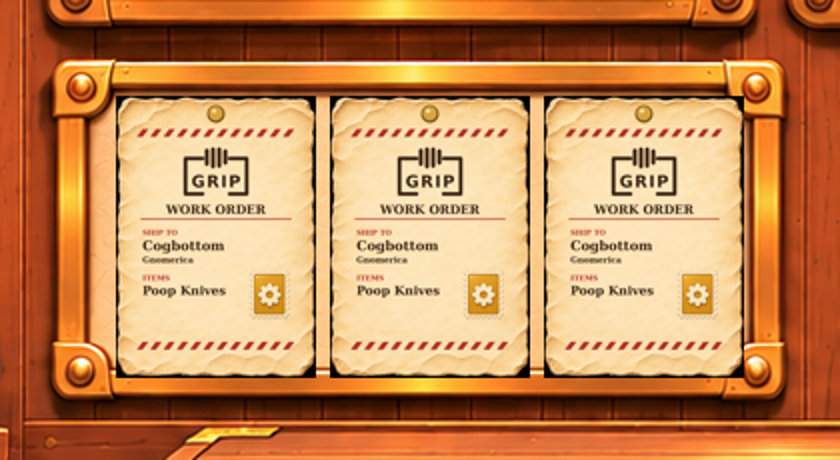 GRIP
WORK ORDER
SHIP TO
Cogbottom
Gnomerica
ITEMS
Poop Knives
GRIP
WORK ORDER
SHIP TO
Cogbottom
Gnomerica
ITEMS
Poop Knives
GRIP
WORK ORDER
SHIP TO
Cogbottom
Gnomerica
ITEMS
Poop Knives